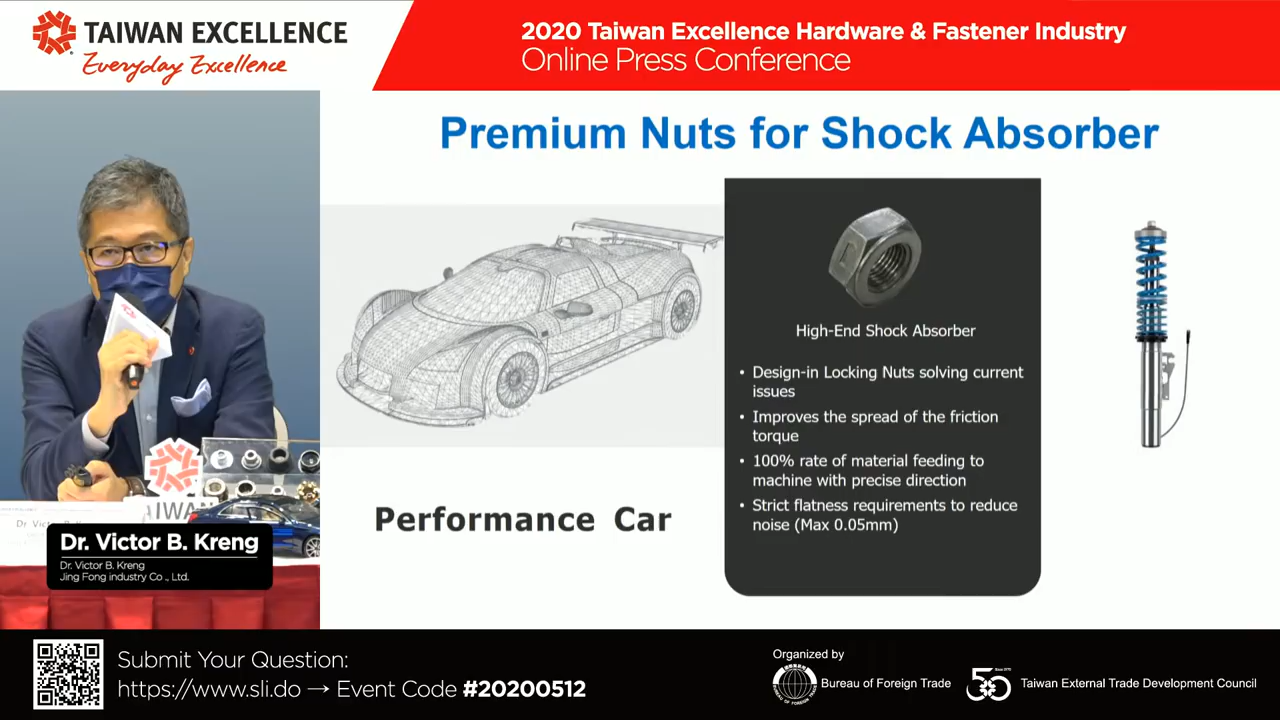 TAIWAN EXCELLENCE
Everyday Excellence
2020 Taiwan Excellence Hardware & Fastener Industry
Online Press Conference
Premium Nuts for Shock Absorber
High-End Shock Absorber
• Design-in Locking Nuts solving current
issues
• Improves the spread of the friction
torque
• 100% rate of material feeding to
machine with precise direction
• Strict flatness requirements to reduce
noise (Max 0.05mm)
Performance Car
TAIWAN
Dr. Victor B. Kreng
Dr. Victor B. Kreng
Jing Fong industry Co ., Ltd.
Submit Your Question:
https://www.sli.do → Event Code #20200512
Organized by
Bureau of Foreign Trade
50
Taiwan External Trade Development Council